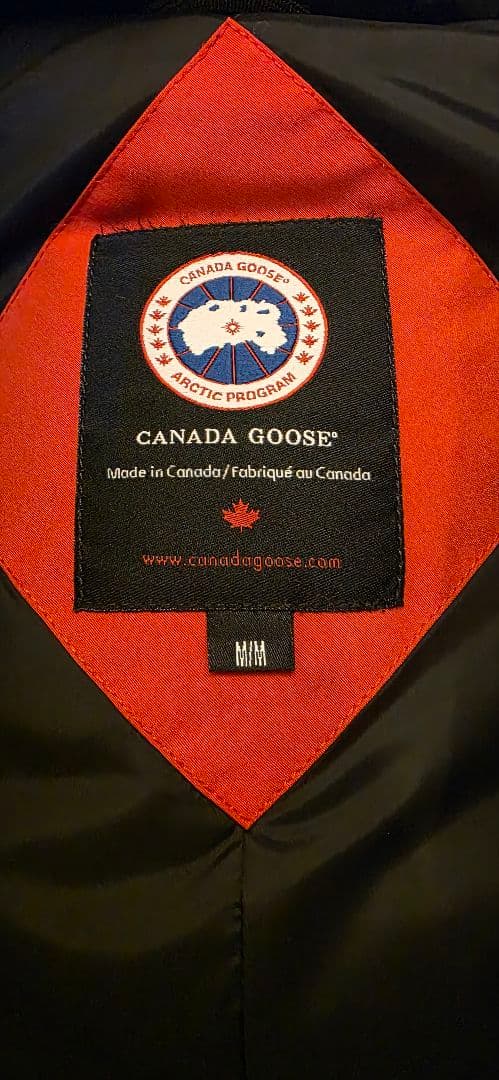 CANADA GOOSE®
ARCTIC PROGRAM
CANADA GOOSE®
Made in Canada/Fabriqué au Canada
www.canadagoose.com
M/M